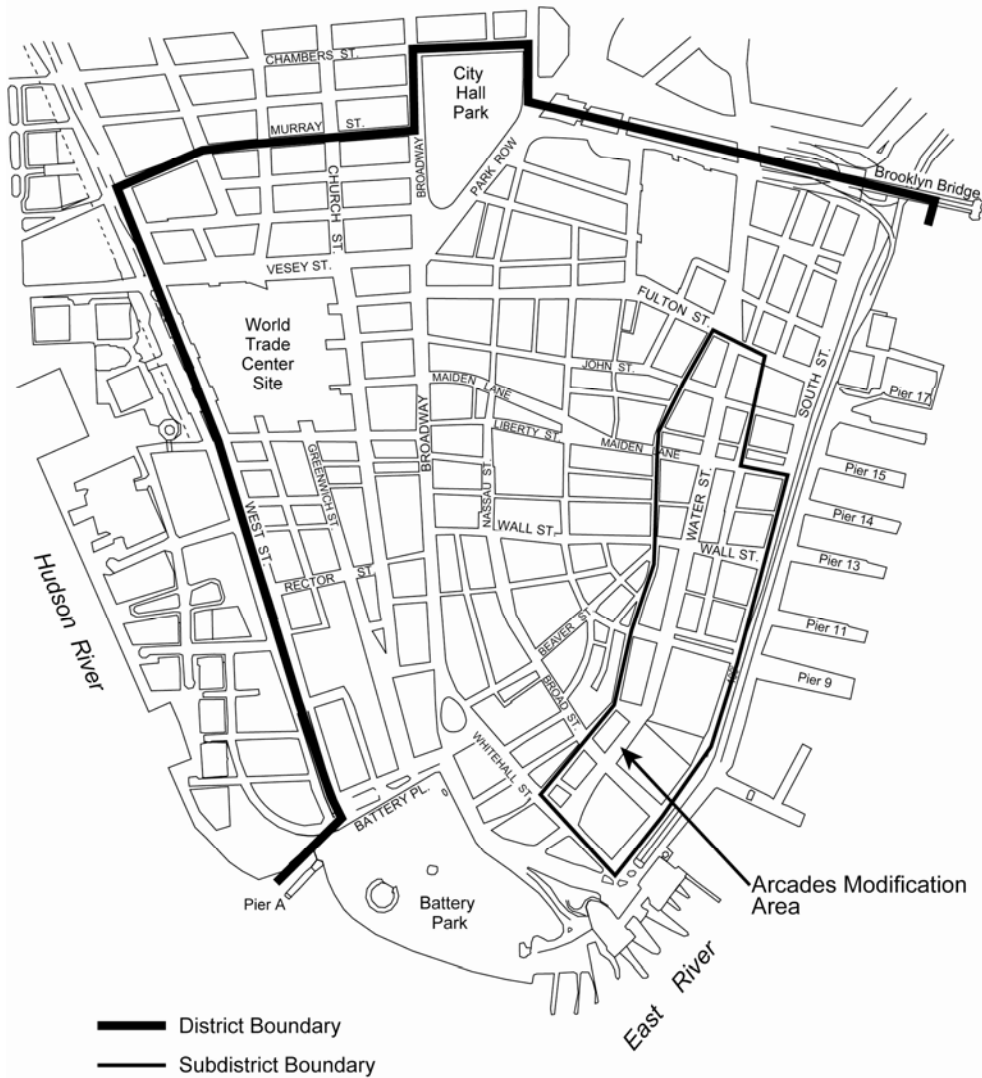 CHAMBERS ST.
City
Hall
Park
MURRAY ST.
BROADWAY
PARK ROW
CHURCH ST.
Brooklyn Bridge
VESEY ST.
FULTON ST.
World
Trade
Center
Site
JOHN ST.
SOUTH ST.
MAIDEN LANE
Pier 17
BROADWAY
LIBERTY ST.
MAIDEN LANE
GREENWICH ST.
NASSAU ST.
WATER ST.
Pier 15
WEST ST.
WALL ST.
WALL ST.
Pier 14
Hudson River
RECTOR ST.
Pier 13
BEAVER ST.
Pier 11
BROAD ST.
Pier 9
WHITEHALL ST.
BATTERY PL.
Arcades Modification
Area
Pier A
Battery
Park
East River
District Boundary
Subdistrict Boundary